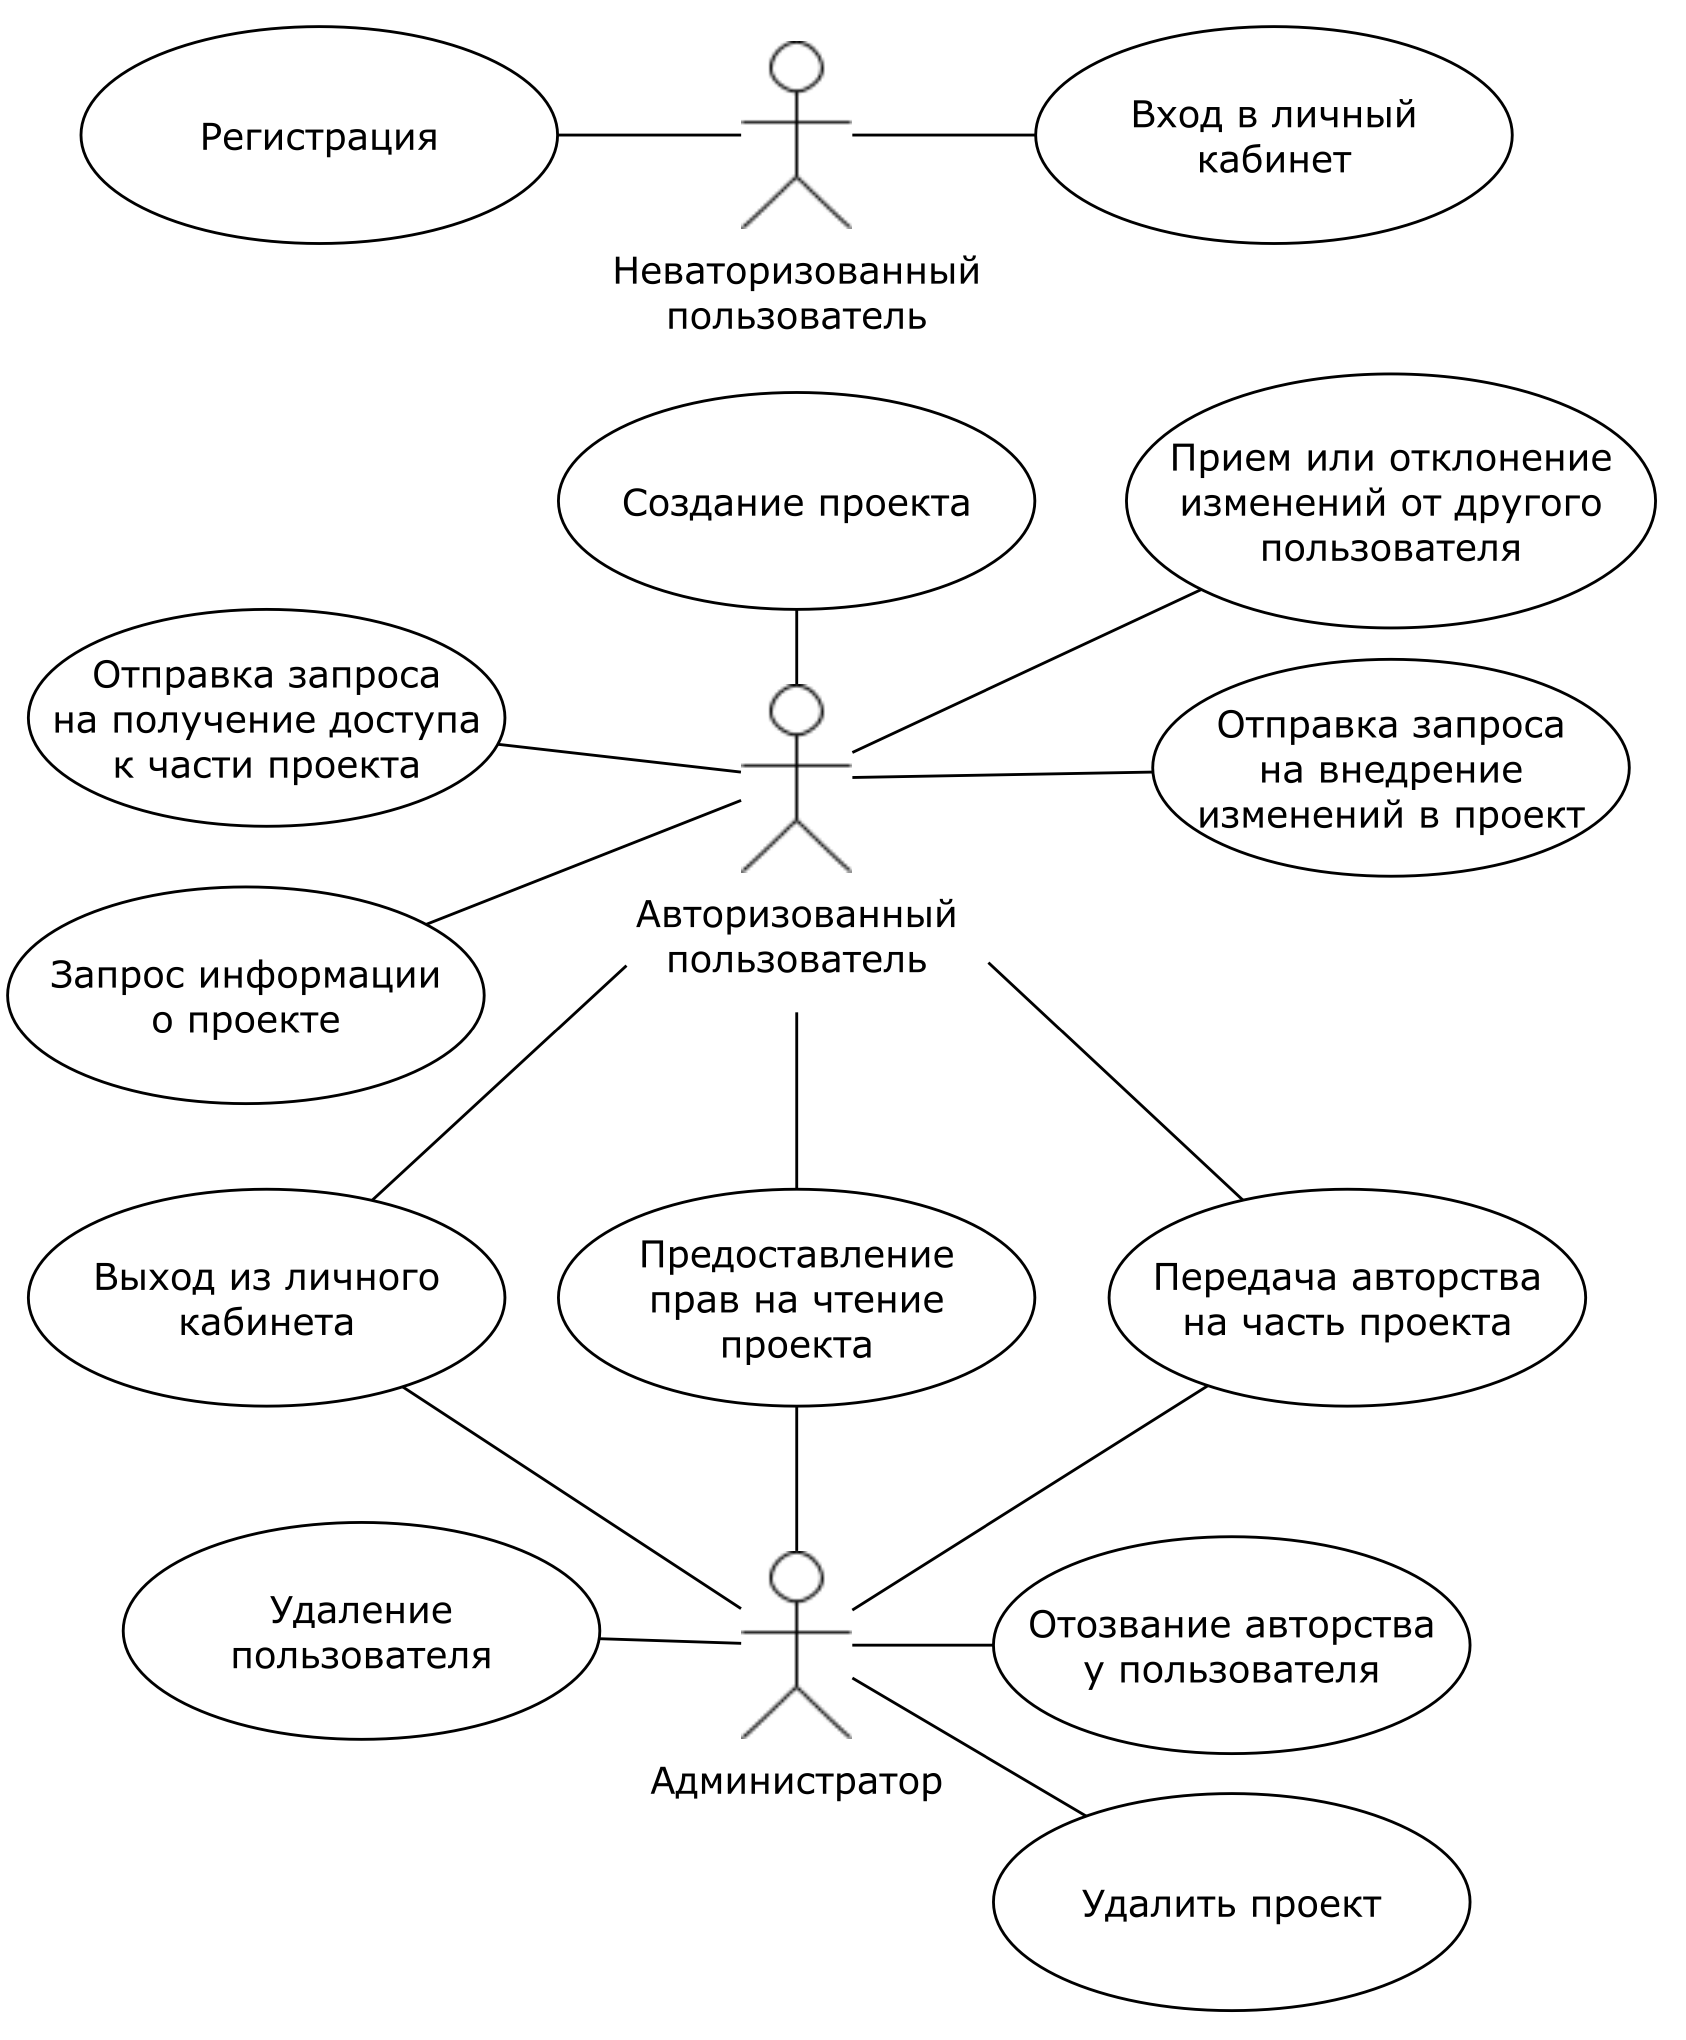 Регистрация
Вход в личный
кабинет
Неваторизованный
пользователь
Создание проекта
Прием или отклонение
изменений от другого
пользователя
Отправка запроса
на получение доступа
к части проекта
Отправка запроса
на внедрение
изменений в проект
Авторизованный
пользователь
Запрос информации
о проекте
Выход из личного
кабинета
Предоставление
прав на чтение
проекта
Передача авторства
на часть проекта
Удаление
пользователя
Отозвание авторства
у пользователя
Администратор
Удалить проект